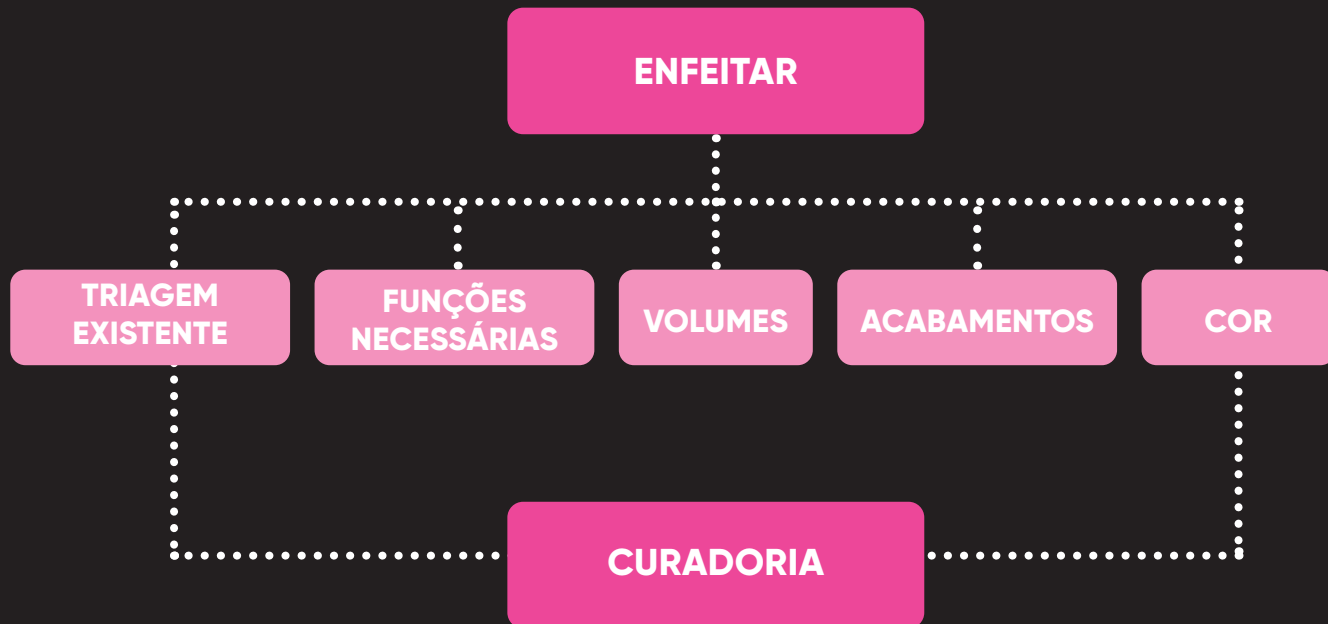 ENFEITAR
TRIAGEM
EXISTENTE
FUNÇÕES
NECESSÁRIAS
VOLUMES
ACABAMENTOS
COR
CURADORIA